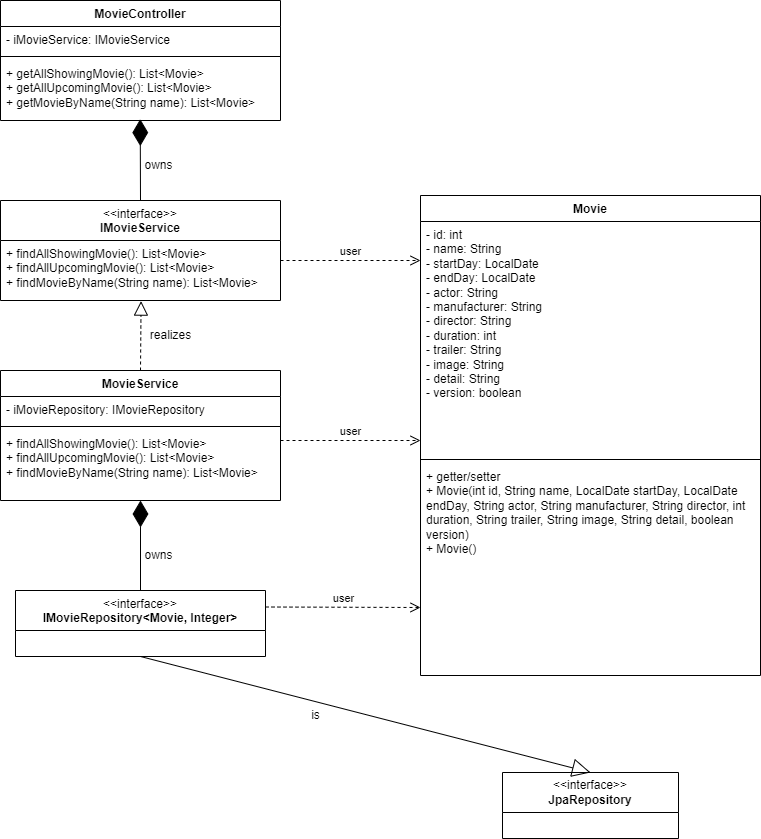 MovieController
- iMovieService: IMovieService
+ getAllShowingMovie(): List<Movie>
+ getAllUpcomingMovie(): List<Movie>
+ getMovieByName(String name): List<Movie>
owns
<<interface>>
IMovieService
+ findAllShowingMovie(): List<Movie>
+ findAllUpcomingMovie(): List<Movie>
+ findMovieByName(String name): List<Movie>
user
realizes
MovieService
- iMovieRepository: IMovieRepository
+ findAllShowingMovie(): List<Movie>
+ findAllUpcomingMovie(): List<Movie>
+ findMovieByName(String name): List<Movie>
user
owns
<<interface>>
IMovieRepository<Movie, Integer>
user
Movie
- id: int
- name: String
- startDay: LocalDate
- endDay: LocalDate
- actor: String
- manufacturer: String
- director: String
- duration: int
- trailer: String
- image: String
- detail: String
- version: boolean
+ getter/setter
+ Movie(int id, String name, LocalDate startDay, LocalDate
endDay, String actor, String manufacturer, String director, int
duration, String trailer, String image, String detail, boolean
version)
+ Movie()
is
<<interface>>
JpaRepository